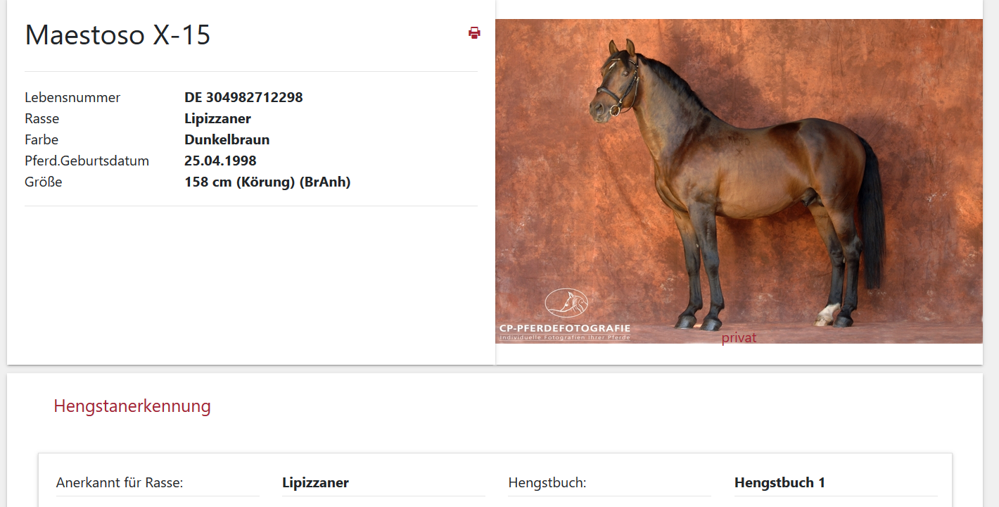 Maestoso X-15
Lebensnummer DE 304982712298
Rasse Lipizzaner
Farbe Dunkelbraun
Pferd.Geburtsdatum 25.04.1998
Größe 158 cm (Körung) (BrAnh)
CP-PFERDEFOTOGRAFIE
Individuelle Fotografien Ihrer Pferde
privat
Hengstanerkennung
Anerkannt für Rasse: Lipizzaner Hengstbuch: Hengstbuch 1